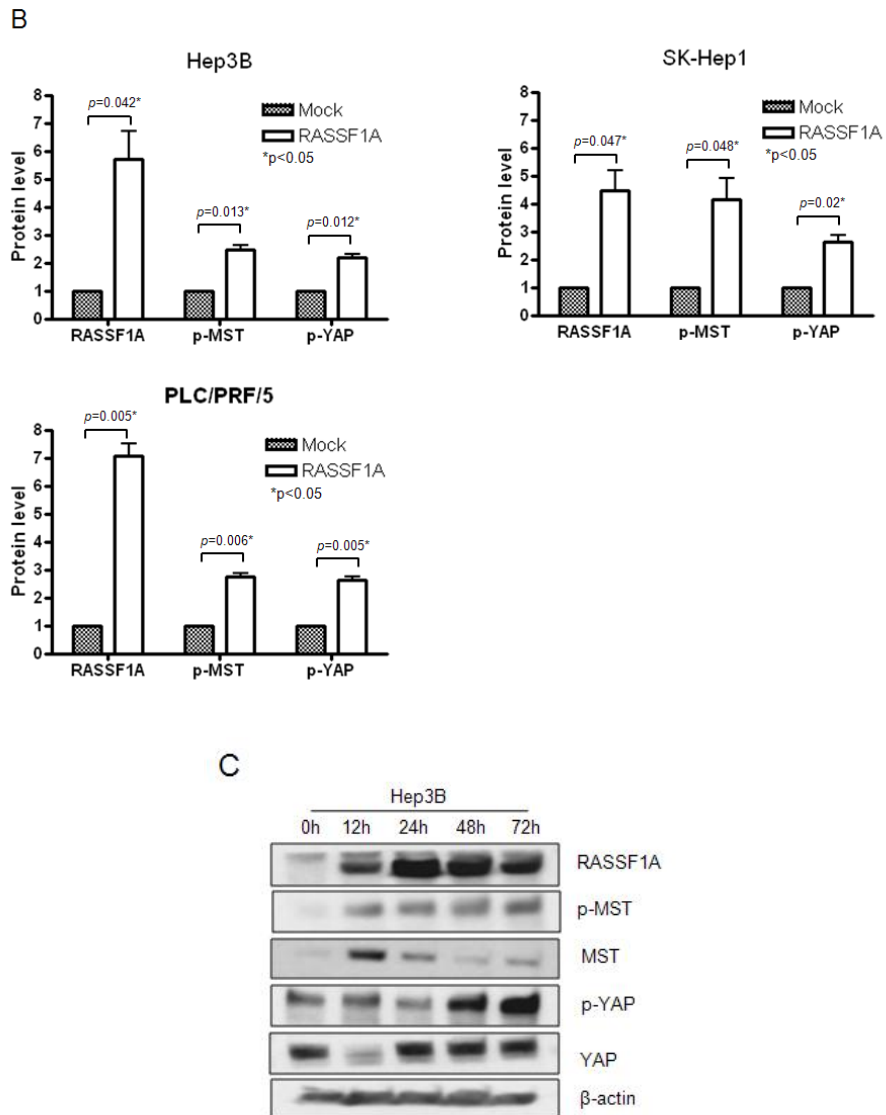 B
Hep3B
Protein level
8
7
6
5
4
3
2
1
0
p=0.042*
p=0.013*
p=0.012*
Mock
RASSF1A
*p<0.05
RASSF1A p-MST p-YAP
SK-Hep1
Protein level
8
7
6
5
4
3
2
1
0
p=0.047*
p=0.048*
p=0.02*
Mock
RASSF1A
*p<0.05
RASSF1A p-MST p-YAP
PLC/PRF/5
Protein level
8
7
6
5
4
3
2
1
0
p=0.005*
p=0.006*
p=0.005*
Mock
RASSF1A
*p<0.05
RASSF1A p-MST p-YAP
C
Hep3B
0h 12h 24h 48h 72h
RASSF1A
p-MST
MST
p-YAP
YAP
β-actin